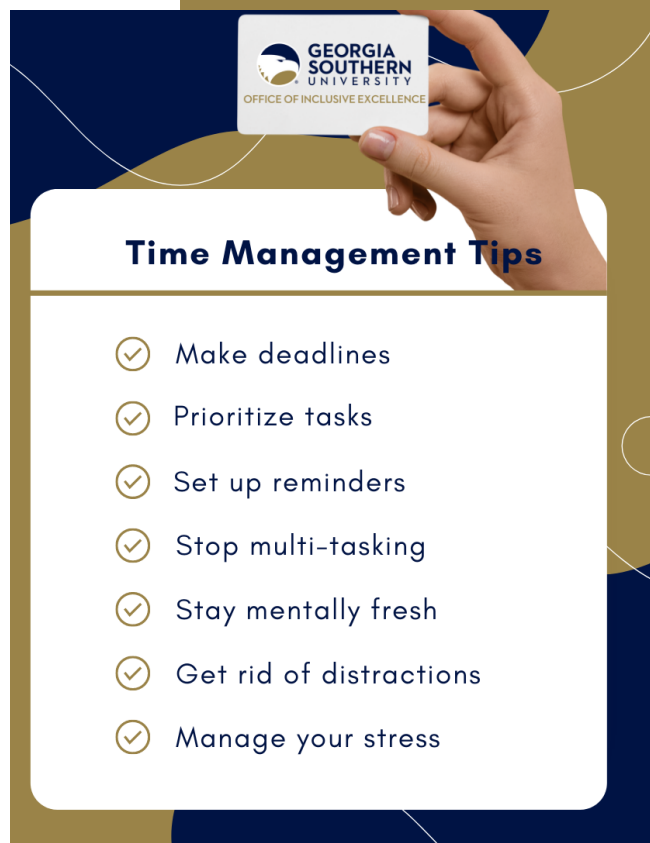 GEORGIA
SOUTHERN
UNIVERSITY
OFFICE OF INCLUSIVE EXCELLENCE
Time Management Tips
Make deadlines
Prioritize tasks
Set up reminders
Stop multi-tasking
Stay mentally fresh
Get rid of distractions
Manage your stress